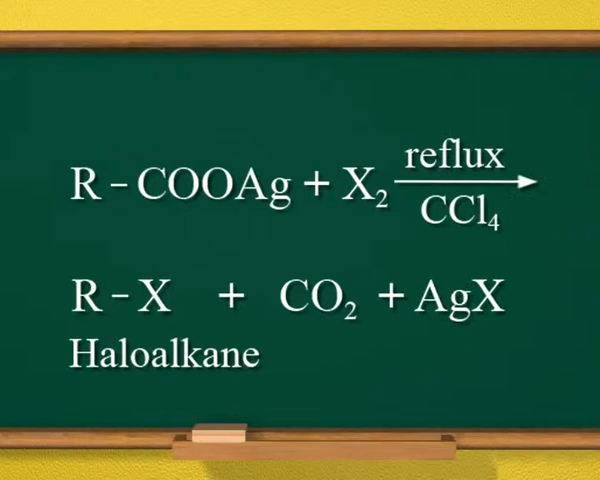 R – COOAg + X₂ reflux
CCl₄
R – X + CO₂ + AgX
Haloalkane